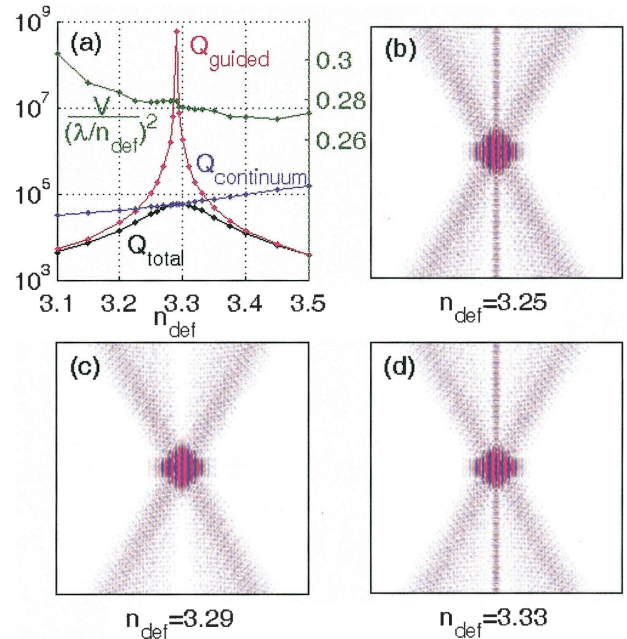 10^9
10^7
10^5
10^3
(a)
Q_guided
V
(λ/n_def)^2
Q_continuum
Q_total
0.3
0.28
0.26
3.1 3.2 3.3 3.4 3.5
n_def
(b)
n_def=3.25
(c)
n_def=3.29
(d)
n_def=3.33